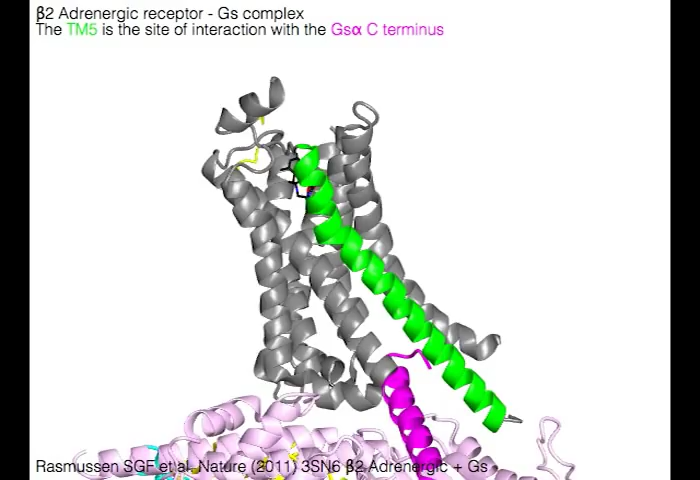 β2 Adrenergic receptor - Gs complex
The TM5 is the site of interaction with the Gsα C terminus
Rasmussen SGF et al. Nature (2011) 3SN6 β2 Adrenergic + Gs